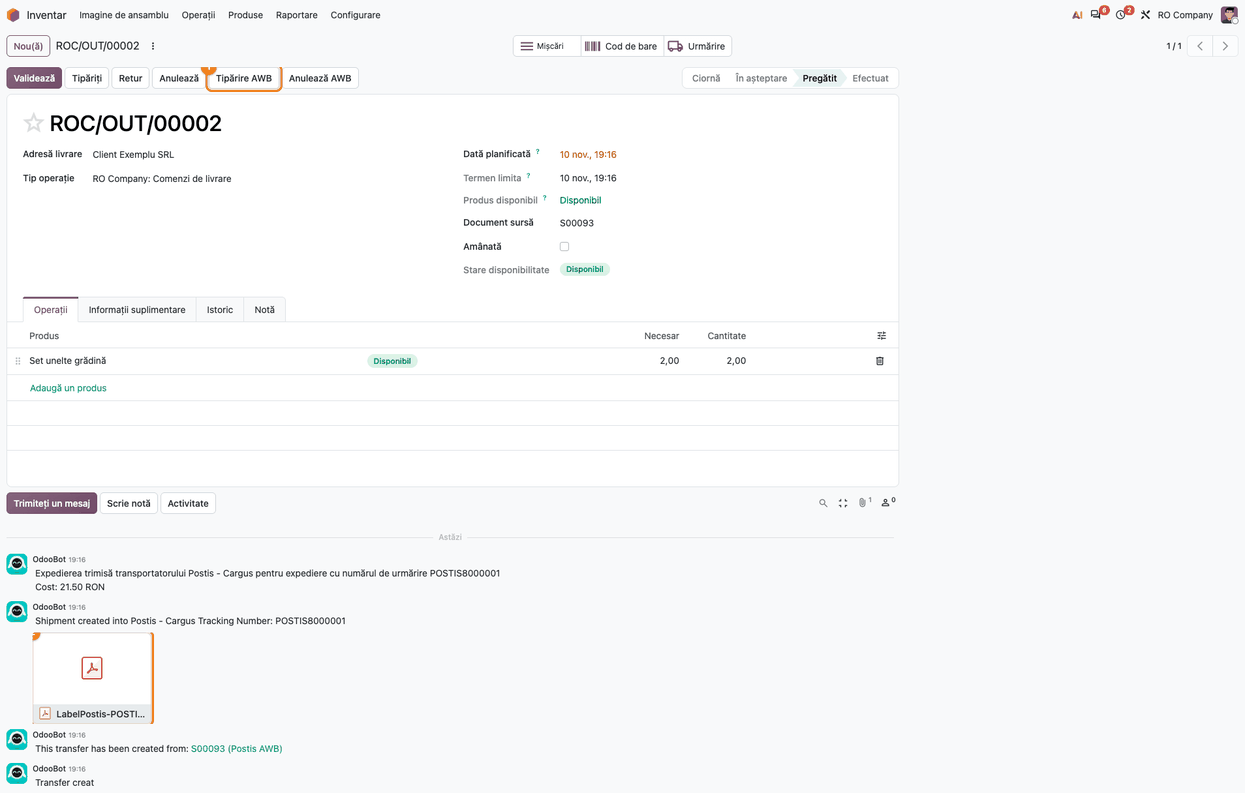 Inventar Imagine de ansamblu Operații Produse Raportare Configurare AI 6 2 RO Company
Nou(ă) ROC/OUT/00002 Mișcări Cod de bare Urmărire 1 / 1
Validează Tipăriți Retur Anulează Tipărire AWB Anulează AWB Ciornă În așteptare Pregătit Efectuat
ROC/OUT/00002
Adresă livrare Client Exemplu SRL Dată planificată ? 10 nov., 19:16
Tip operație RO Company: Comenzi de livrare Termen limita ? 10 nov., 19:16
Produs disponibil ? Disponibil
Document sursă S00093
Amânată
Stare disponibilitate Disponibil
Operații Informații suplimentare Istoric Notă
Produs Necesar Cantitate
Set unelte grădină Disponibil 2,00 2,00
Adaugă un produs
Trimiteți un mesaj Scrie notă Activitate 1 0
Astăzi
OdooBot 19:16
Expedierea trimisă transportatorului Postis - Cargus pentru expediere cu numărul de urmărire POSTIS8000001
Cost: 21.50 RON
OdooBot 19:16
Shipment created into Postis - Cargus Tracking Number: POSTIS8000001
LabelPostis-POSTI...
OdooBot 19:16
This transfer has been created from: S00093 (Postis AWB)
OdooBot 19:16
Transfer creat